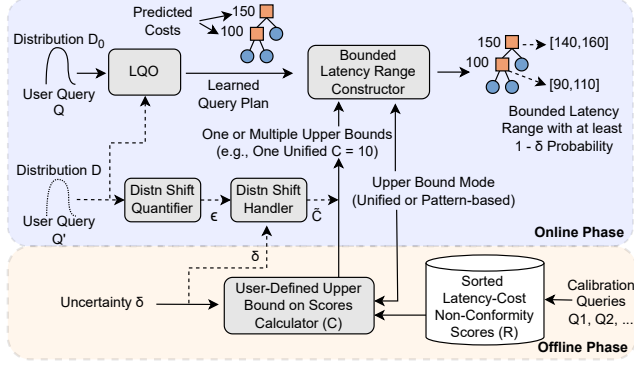 Predicted
Costs
150
100
Distribution D0
User Query
Q
LQO
Learned
Query Plan
Bounded
Latency Range
Constructor
150
[140,160]
100
[90,110]
Bounded Latency
Range with at least
1 - δ Probability
One or Multiple Upper Bounds
(e.g., One Unified C = 10)
Distribution D
User Query
Q'
Distn Shift
Quantifier
ϵ
Distn Shift
Handler
C̃
Upper Bound Mode
(Unified or Pattern-based)
Online Phase
δ
Uncertainty δ
User-Defined Upper
Bound on Scores
Calculator (C)
Sorted
Latency-Cost
Non-Conformity
Scores (R)
Calibration
Queries
Q1, Q2, ...
Offline Phase